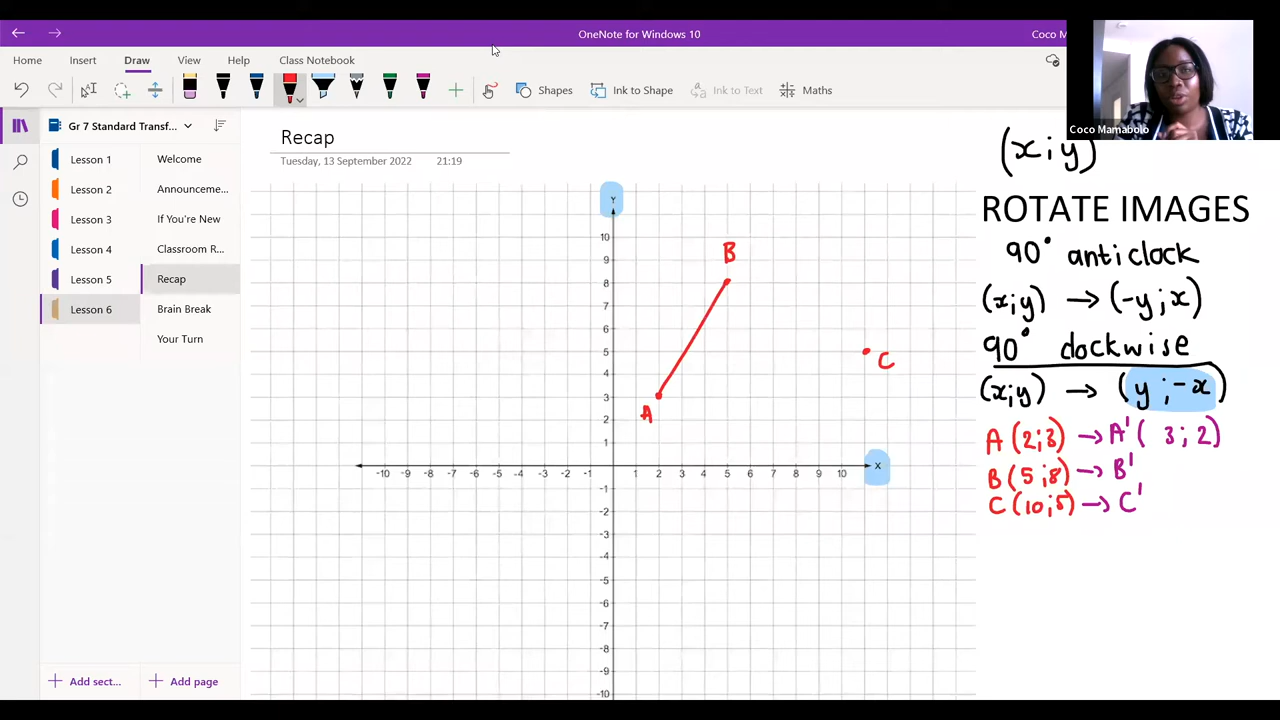 OneNote for Windows 10
Coco Ma
Home Insert Draw View Help Class Notebook
Shapes Ink to Shape Ink to Text Maths
Coco Mamabolo
Gr 7 Standard Transf...
Lesson 1
Lesson 2
Lesson 3
Lesson 4
Lesson 5
Lesson 6
Welcome
Announceme...
If You're New
Classroom R...
Recap
Brain Break
Your Turn
Add sect...
Add page
Recap
Tuesday, 13 September 2022 21:19
Y
10
9
8
7
6
5
4
3
2
1
-10 -9 -8 -7 -6 -5 -4 -3 -2 -1 1 2 3 4 5 6 7 8 9 10 X
-1
-2
-3
-4
-5
-6
-7
-8
-9
-10
B
A
C
(x;y)
ROTATE IMAGES
90° anticlock
(x;y) → (-y;x)
90° clockwise
(x;y) → (y;-x)
A (2;3) → A' ( 3; 2)
B (5;8) → B'
C (10;5) → C'